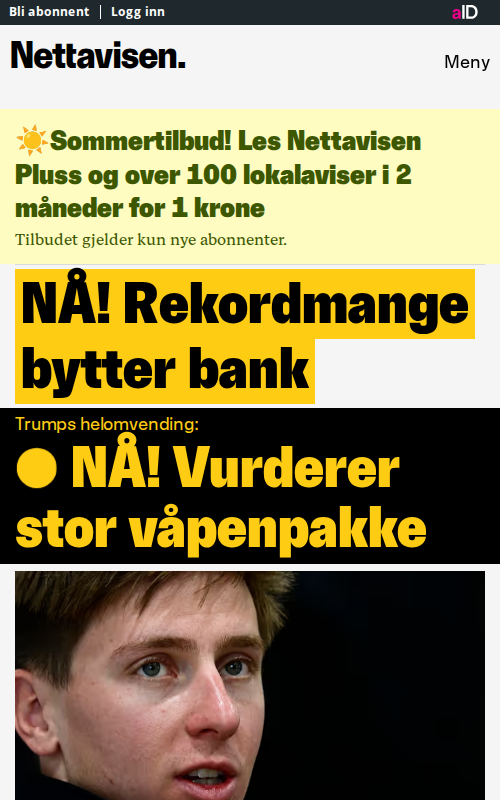 Bli abonnent | Logg inn
aID
Nettavisen.
Meny
☀️Sommertilbud! Les Nettavisen
Pluss og over 100 lokalaviser i 2
måneder for 1 krone
Tilbudet gjelder kun nye abonnenter.
NÅ! Rekordmange
bytter bank
Trumps helomvending:
NÅ! Vurderer
stor våpenpakke